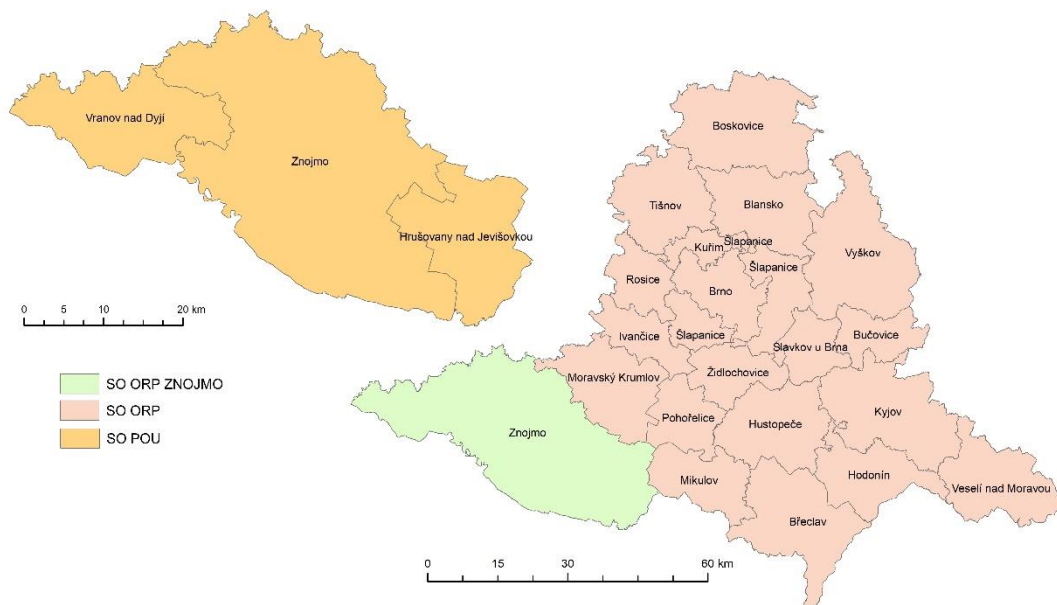 Vranov nad Dyjí
Znojmo
Hrušovany nad Jevišovkou
0 5 10 20 km
SO ORP ZNOJMO
SO ORP
SO POU
Boskovice
Tišnov
Blansko
Kuřim
Šlapanice
Šlapanice
Vyškov
Rosice
Brno
Ivančice
Šlapanice
Slavkov u Brna
Bučovice
Moravský Krumlov
Židlochovice
Znojmo
Pohořelice
Hustopeče
Kyjov
Mikulov
Hodonín
Veselí nad Moravou
Břeclav
0 15 30 60 km